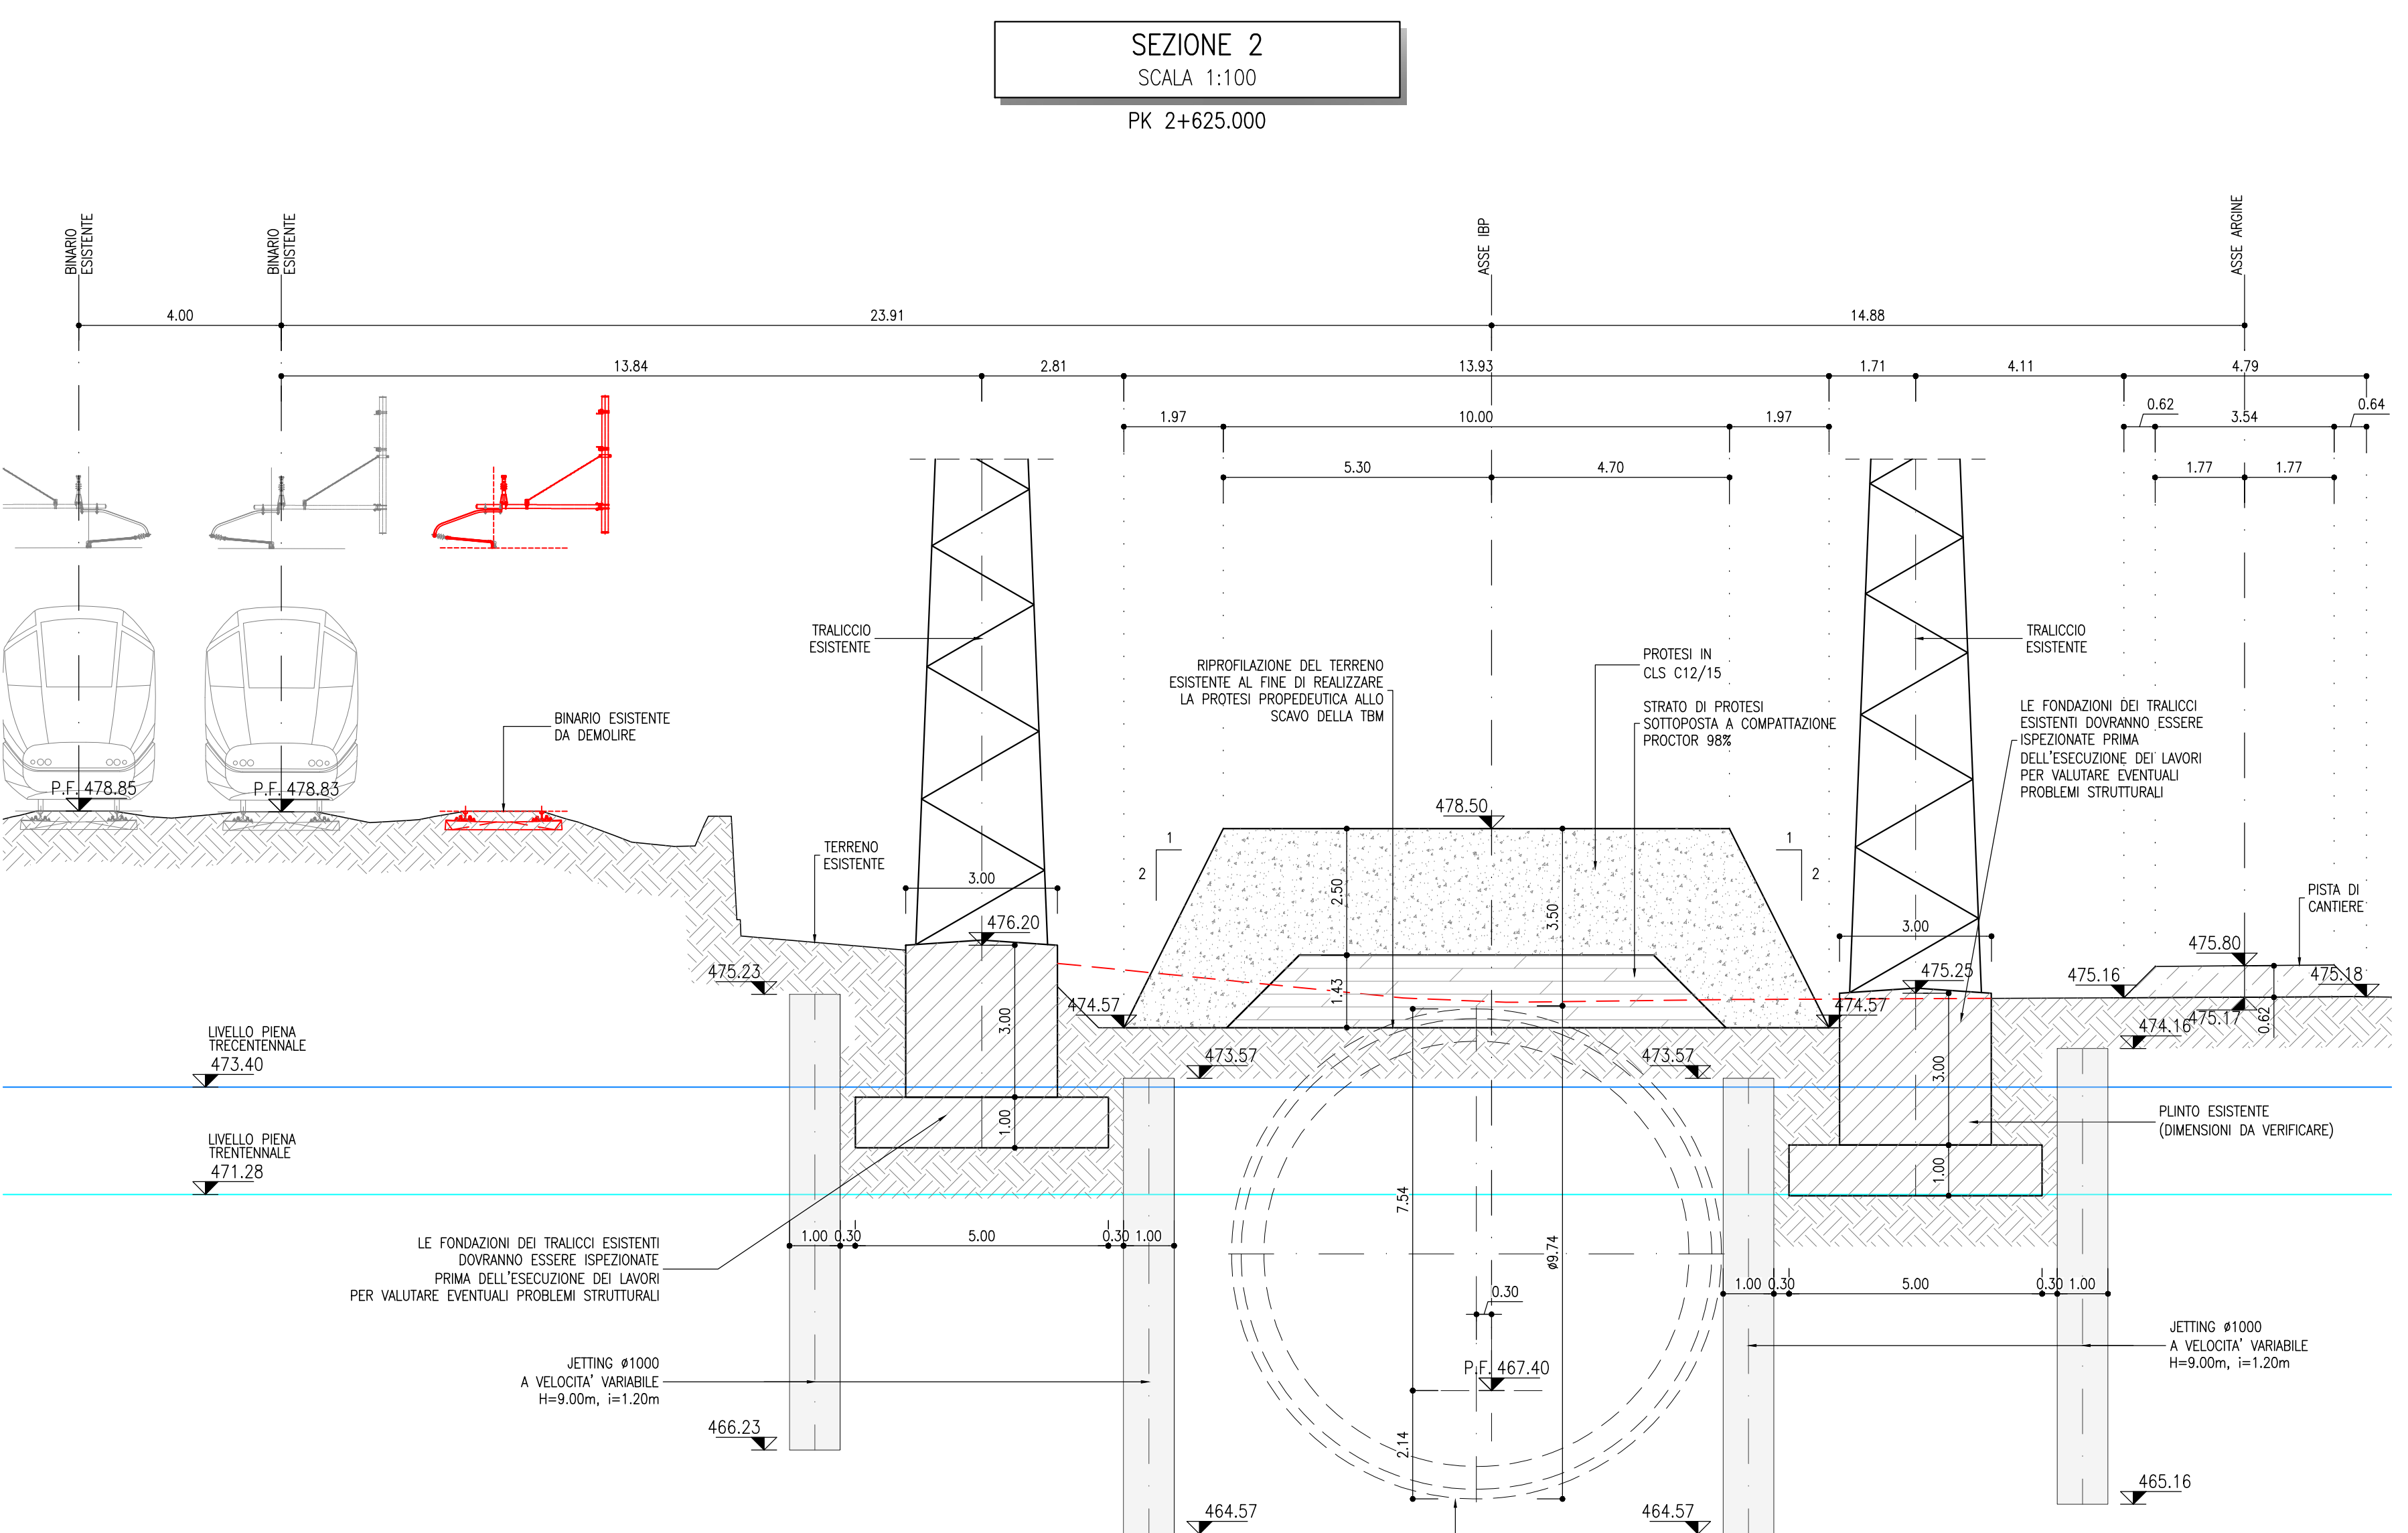 SEZIONE 2
SCALA 1:100
PK 2+625.000
BINARIO
ESISTENTE
BINARIO
ESISTENTE
ASSE IBP
ASSE ARGINE
4.00
23.91
14.88
13.84
2.81
13.93
1.71
4.11
4.79
1.97
10.00
1.97
0.62
3.54
0.64
5.30
4.70
1.77
1.77
TRALICCIO
ESISTENTE
RIPROFILAZIONE DEL TERRENO
ESISTENTE AL FINE DI REALIZZARE
LA PROTESI PROPEDEUTICA ALLO
SCAVO DELLA TBM
PROTESI IN
CLS C12/15
STRATO DI PROTESI
SOTTOPOSTA A COMPATTAZIONE
PROCTOR 98%
TRALICCIO
ESISTENTE
LE FONDAZIONI DEI TRALICCI
ESISTENTI DOVRANNO ESSERE
ISPEZIONATE PRIMA
DELL'ESECUZIONE DEI LAVORI
PER VALUTARE EVENTUALI
PROBLEMI STRUTTURALI
BINARIO ESISTENTE
DA DEMOLIRE
P.F. 478.85
P.F. 478.83
478.50
1
2
1
2
TERRENO
ESISTENTE
3.00
2.50
3.50
3.00
PISTA DI
CANTIERE
476.20
475.80
475.23
475.25
475.16
475.18
1.43
474.57
474.57
475.17
0.62
474.16
3.00
3.00
LIVELLO PIENA
TRECENTENNALE
473.40
473.57
473.57
1.00
1.00
PLINTO ESISTENTE
(DIMENSIONI DA VERIFICARE)
LIVELLO PIENA
TRENTENNALE
471.28
7.54
ø9.74
1.00
0.30
5.00
0.30
1.00
1.00
0.30
5.00
0.30
1.00
LE FONDAZIONI DEI TRALICCI ESISTENTI
DOVRANNO ESSERE ISPEZIONATE
PRIMA DELL'ESECUZIONE DEI LAVORI
PER VALUTARE EVENTUALI PROBLEMI STRUTTURALI
0.30
JETTING ø1000
A VELOCITA' VARIABILE
H=9.00m, i=1.20m
P.F. 467.40
JETTING ø1000
A VELOCITA' VARIABILE
H=9.00m, i=1.20m
466.23
2.14
465.16
464.57
464.57